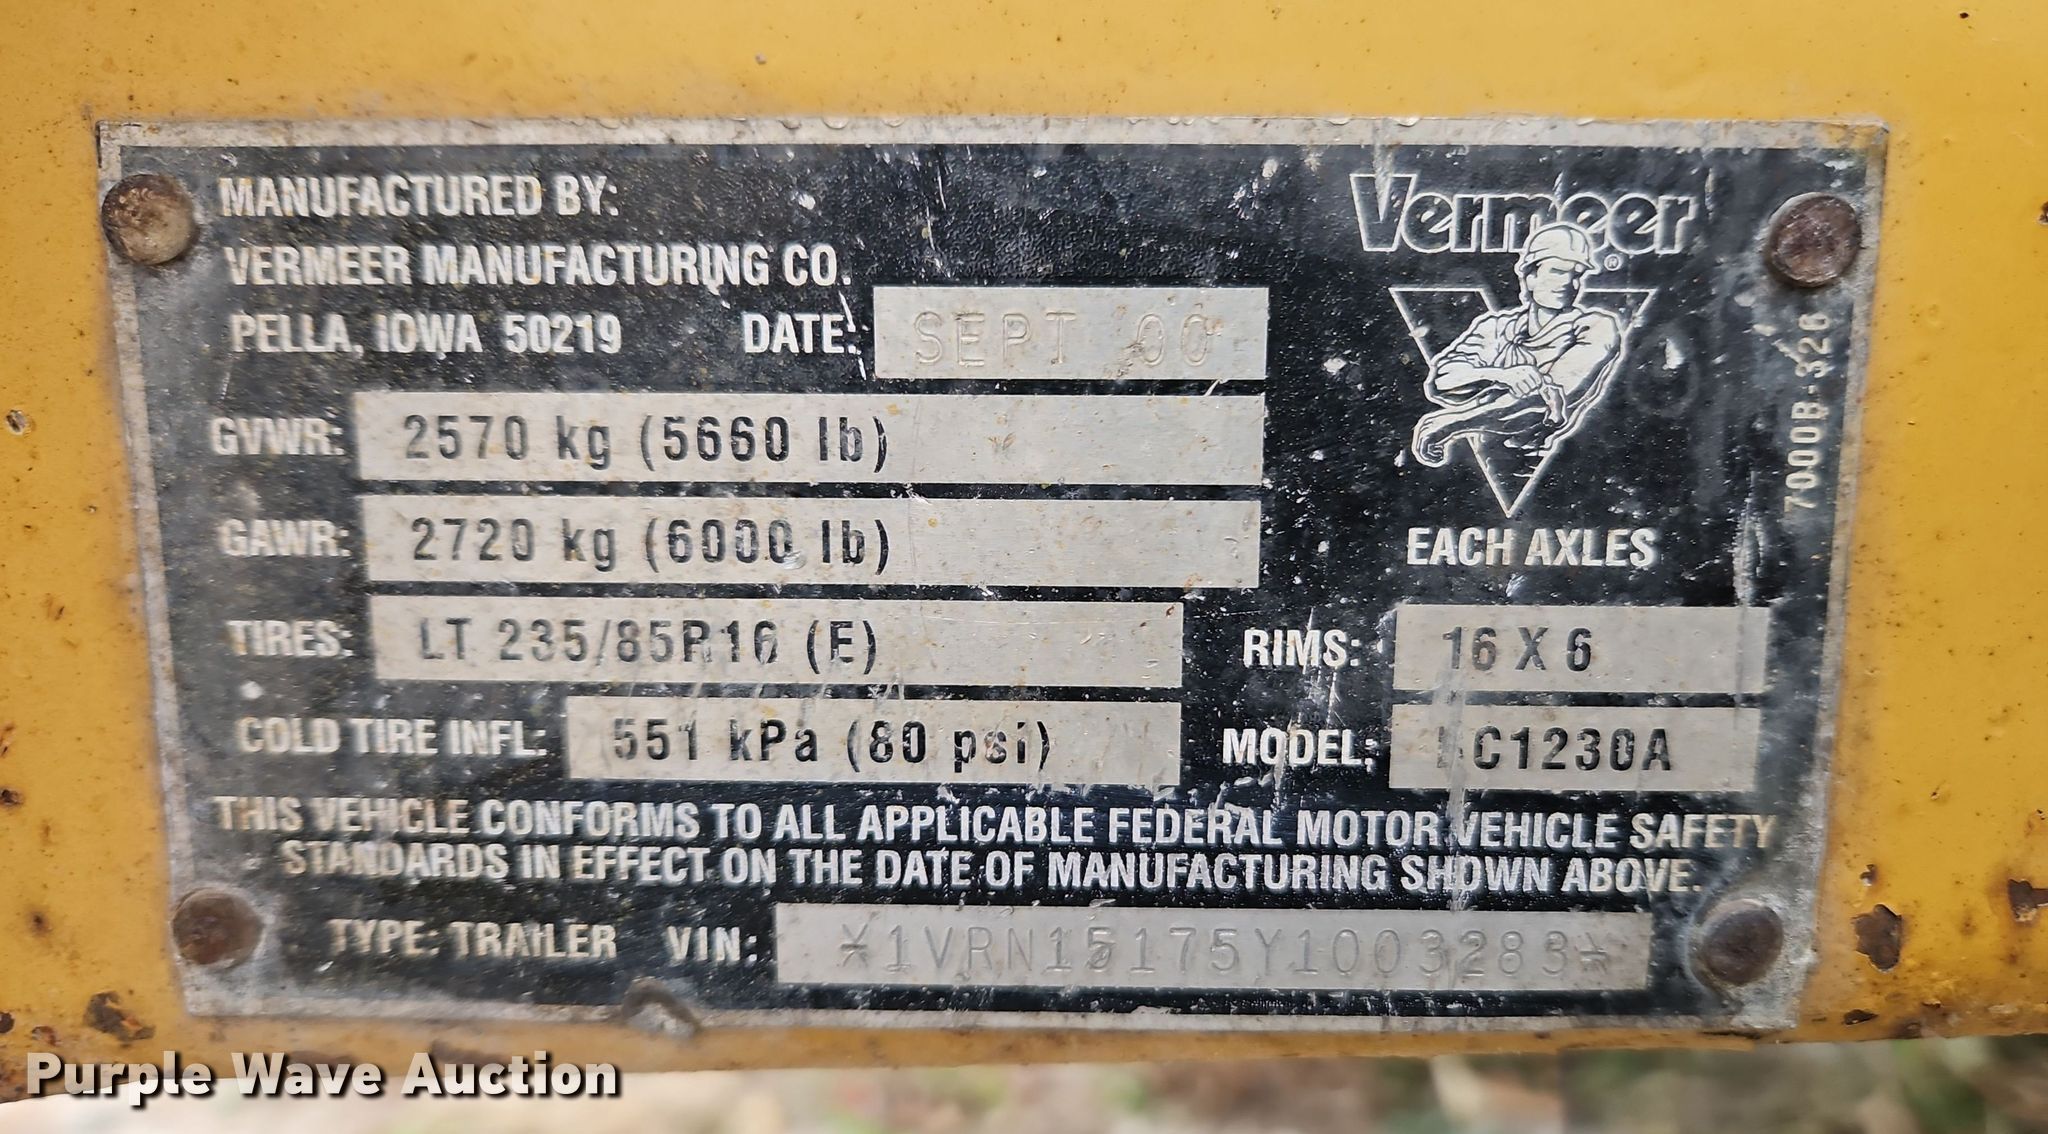 MANUFACTURED BY:
VERMEER MANUFACTURING CO.
PELLA, IOWA 50219 DATE: SEPT 00
Vermeer®
7000B-328
GVWR: 2570 kg (5660 lb)
GAWR: 2720 kg (6000 lb) EACH AXLES
TIRES: LT 235/85R16 (E) RIMS: 16 X 6
COLD TIRE INFL: 551 kPa (80 psi) MODEL: BC1230A
THIS VEHICLE CONFORMS TO ALL APPLICABLE FEDERAL MOTOR VEHICLE SAFETY
STANDARDS IN EFFECT ON THE DATE OF MANUFACTURING SHOWN ABOVE.
TYPE: TRAILER VIN: *1VRN15175Y1003283*
Purple Wave Auction